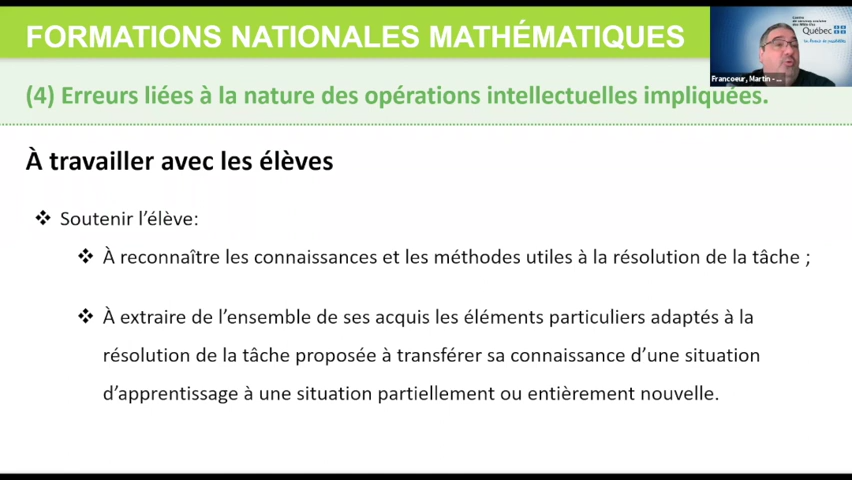 FORMATIONS NATIONALES MATHÉMATIQUES
Québec
Francoeur, Martin - ...
(4) Erreurs liées à la nature des opérations intellectuelles impliquées.
À travailler avec les élèves
❖ Soutenir l’élève:
❖ À reconnaître les connaissances et les méthodes utiles à la résolution de la tâche ;
❖ À extraire de l’ensemble de ses acquis les éléments particuliers adaptés à la
résolution de la tâche proposée à transférer sa connaissance d’une situation
d’apprentissage à une situation partiellement ou entièrement nouvelle.